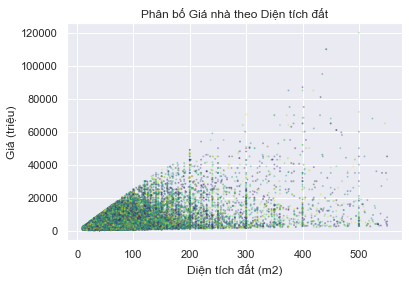 Phân bố Giá nhà theo Diện tích đất
Giá (triệu)
120000
100000
80000
60000
40000
20000
0
0 100 200 300 400 500
Diện tích đất (m2)